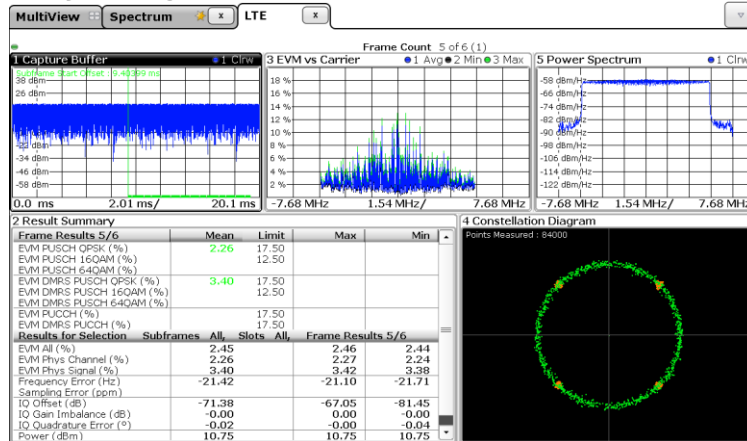 MultiView Spectrum x LTE x
Frame Count 5 of 6 (1)
1 Capture Buffer 1 Clrw
Subframe Start Offset : 9.40399 ms
38 dBm
26 dBm
-34 dBm
-46 dBm
-58 dBm
0.0 ms 2.01 ms/ 20.1 ms
3 EVM vs Carrier 1 Avg 2 Min 3 Max
18 %
16 %
14 %
12 %
10 %
8 %
6 %
4 %
2 %
-7.68 MHz 1.54 MHz/ 7.68 MHz
5 Power Spectrum 1 Clrw
-58 dBm/Hz
-66 dBm/Hz
-74 dBm/Hz
-82 dBm/Hz
-90 dBm/Hz
-98 dBm/Hz
-106 dBm/Hz
-114 dBm/Hz
-122 dBm/Hz
-7.68 MHz 1.54 MHz/ 7.68 MHz
2 Result Summary
Frame Results 5/6 Mean Limit Max Min
EVM PUSCH QPSK (%) 2.26 17.50
EVM PUSCH 16QAM (%) 12.50
EVM PUSCH 64QAM (%)
EVM DMRS PUSCH QPSK (%) 3.40 17.50
EVM DMRS PUSCH 16QAM (%) 12.50
EVM DMRS PUSCH 64QAM (%)
EVM PUCCH (%) 17.50
EVM DMRS PUCCH (%) 17.50
Results for Selection Subframes All, Slots All, Frame Results 5/6
EVM All (%) 2.45 2.46 2.44
EVM Phys Channel (%) 2.26 2.27 2.24
EVM Phys Signal (%) 3.40 3.42 3.38
Frequency Error (Hz) -21.42 -21.10 -21.71
Sampling Error (ppm)
IQ Offset (dB) -71.38 -67.05 -81.45
IQ Gain Imbalance (dB) -0.00 0.00 -0.00
IQ Quadrature Error (°) -0.02 -0.00 -0.04
Power (dBm) 10.75 10.75 10.75
4 Constellation Diagram
Points Measured : 84000